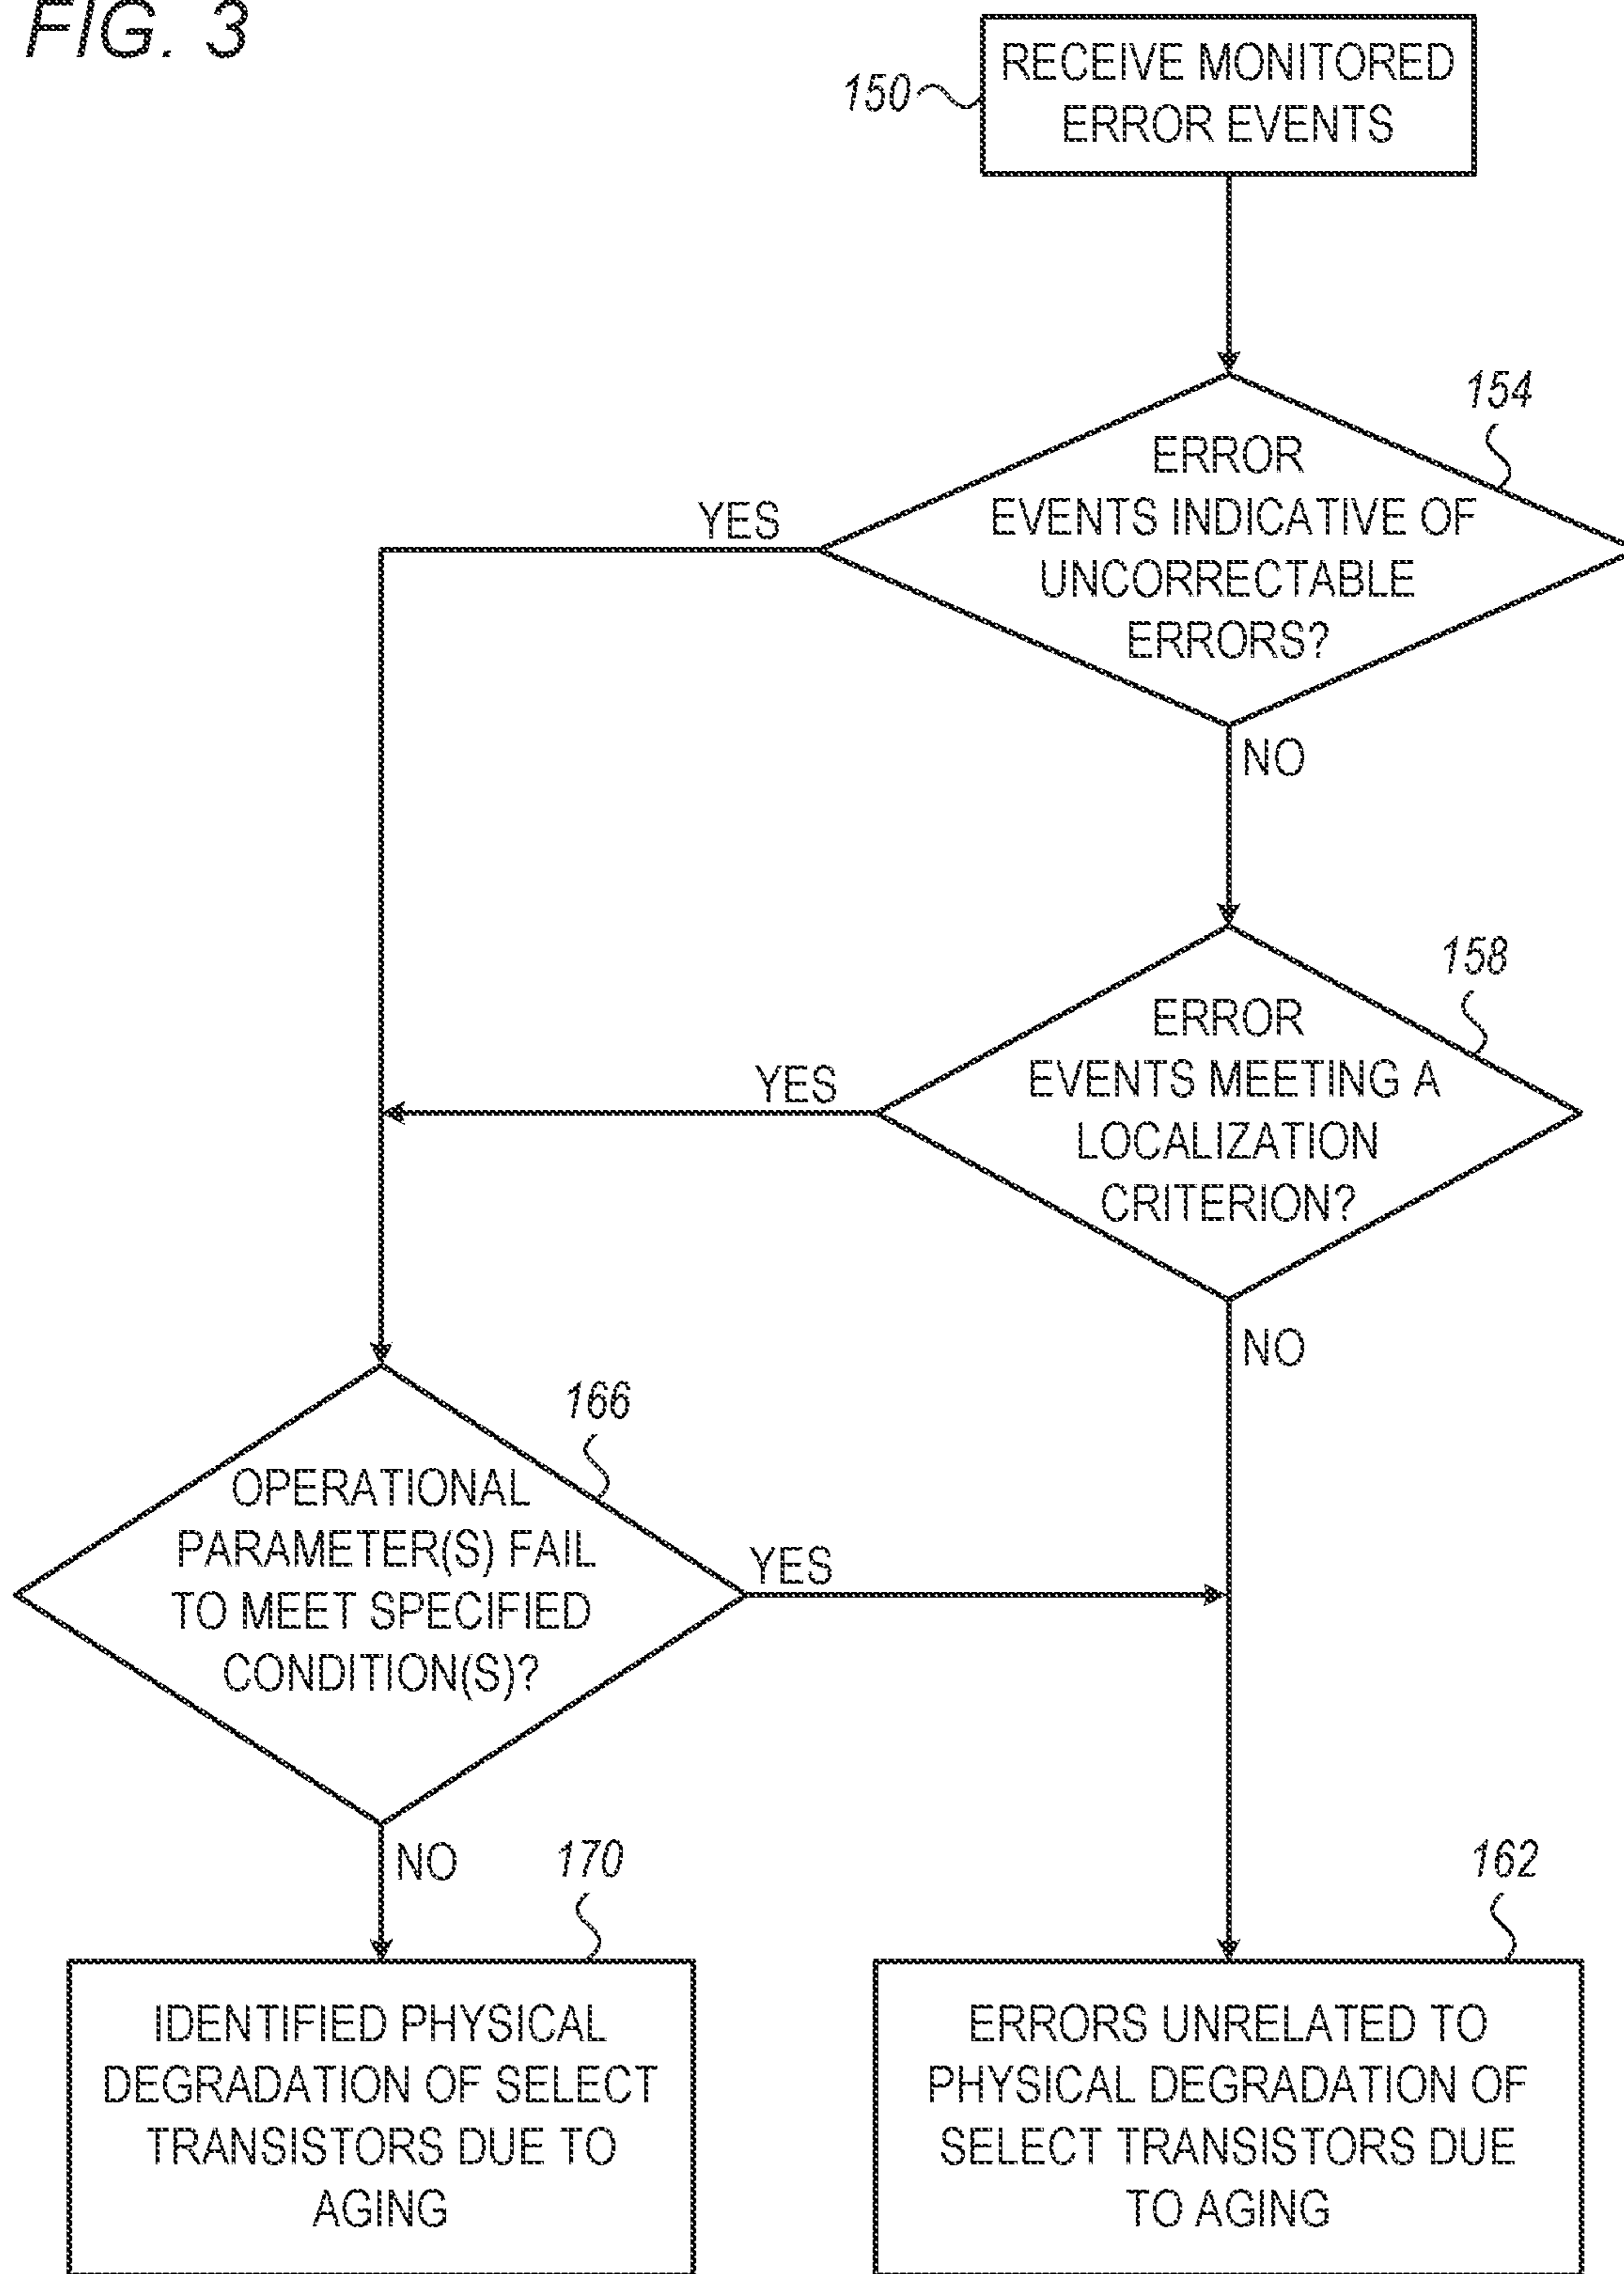 FIG. 3
150
RECEIVE MONITORED
ERROR EVENTS
154
ERROR
EVENTS INDICATIVE OF
UNCORRECTABLE
ERRORS?
YES
NO
158
ERROR
EVENTS MEETING A
LOCALIZATION
CRITERION?
YES
NO
166
OPERATIONAL
PARAMETER(S) FAIL
TO MEET SPECIFIED
CONDITION(S)?
YES
NO
170
IDENTIFIED PHYSICAL
DEGRADATION OF SELECT
TRANSISTORS DUE TO
AGING
162
ERRORS UNRELATED TO
PHYSICAL DEGRADATION OF
SELECT TRANSISTORS DUE
TO AGING